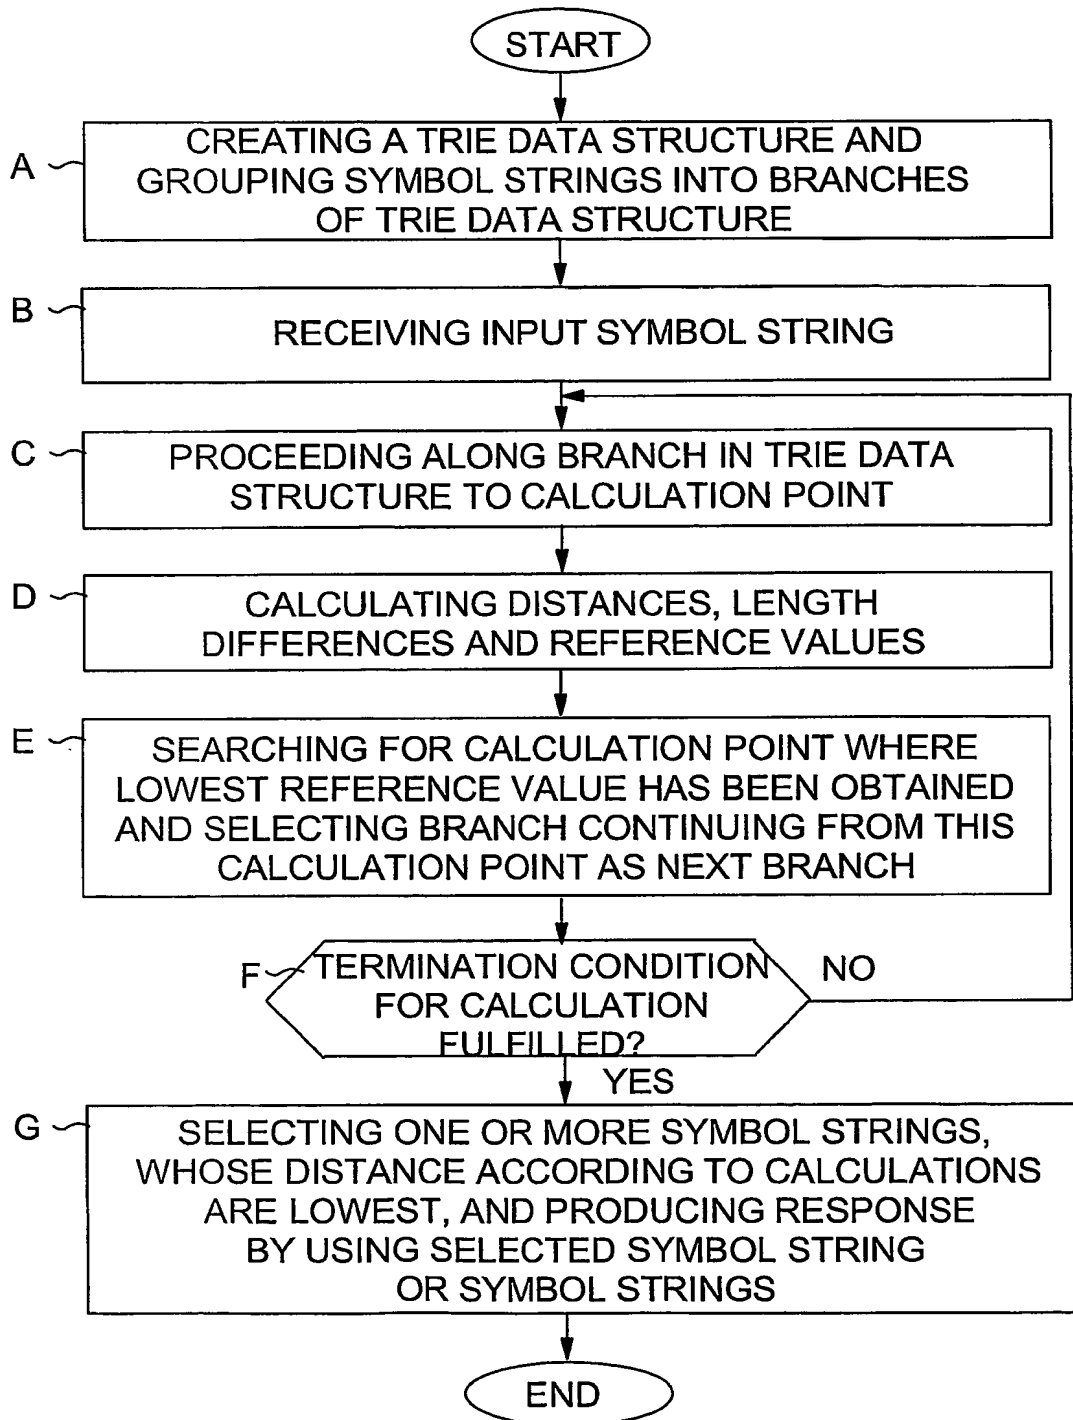 START
A
CREATING A TRIE DATA STRUCTURE AND
GROUPING SYMBOL STRINGS INTO BRANCHES
OF TRIE DATA STRUCTURE
B
RECEIVING INPUT SYMBOL STRING
C
PROCEEDING ALONG BRANCH IN TRIE DATA
STRUCTURE TO CALCULATION POINT
D
CALCULATING DISTANCES, LENGTH
DIFFERENCES AND REFERENCE VALUES
E
SEARCHING FOR CALCULATION POINT WHERE
LOWEST REFERENCE VALUE HAS BEEN OBTAINED
AND SELECTING BRANCH CONTINUING FROM THIS
CALCULATION POINT AS NEXT BRANCH
F
TERMINATION CONDITION
FOR CALCULATION
FULFILLED?
NO
YES
G
SELECTING ONE OR MORE SYMBOL STRINGS,
WHOSE DISTANCE ACCORDING TO CALCULATIONS
ARE LOWEST, AND PRODUCING RESPONSE
BY USING SELECTED SYMBOL STRING
OR SYMBOL STRINGS
END